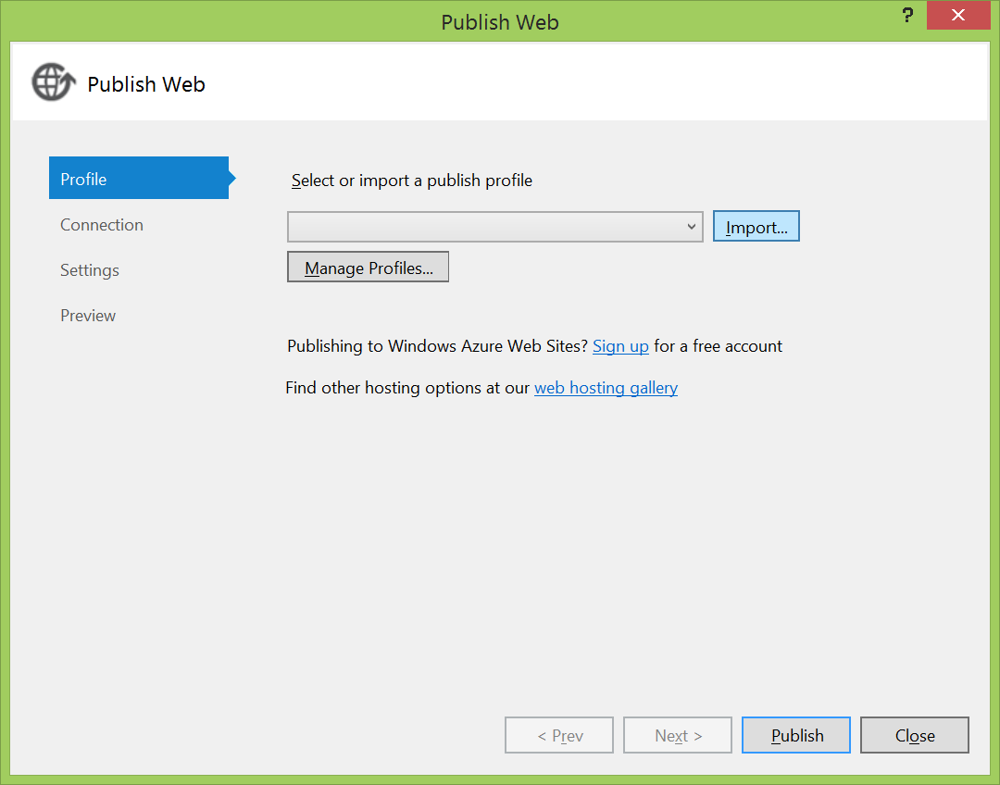 Publish Web
?
Publish Web
Profile
Connection
Settings
Preview
Select or import a publish profile
Import...
Manage Profiles...
Publishing to Windows Azure Web Sites? Sign up for a free account
Find other hosting options at our web hosting gallery
< Prev
Next >
Publish
Close